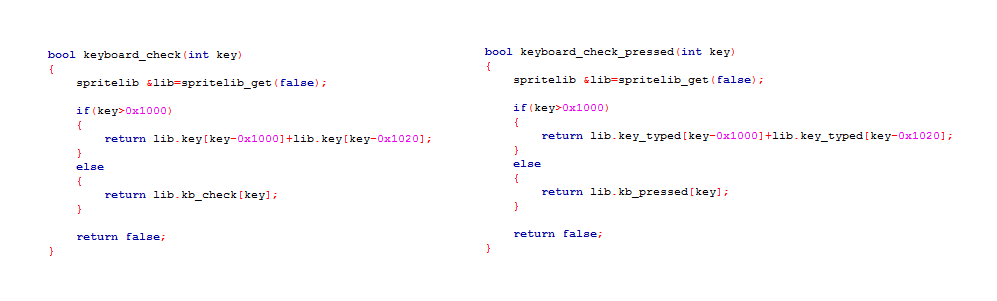 bool keyboard_check(int key)
{
    spritelib &lib=spritelib_get(false);

    if(key>0x1000)
    {
        return lib.key[key-0x1000]+lib.key[key-0x1020];
    }
    else
    {
        return lib.kb_check[key];
    }

    return false;
}
bool keyboard_check_pressed(int key)
{
    spritelib &lib=spritelib_get(false);

    if(key>0x1000)
    {
        return lib.key_typed[key-0x1000]+lib.key_typed[key-0x1020];
    }
    else
    {
        return lib.kb_pressed[key];
    }

    return false;
}